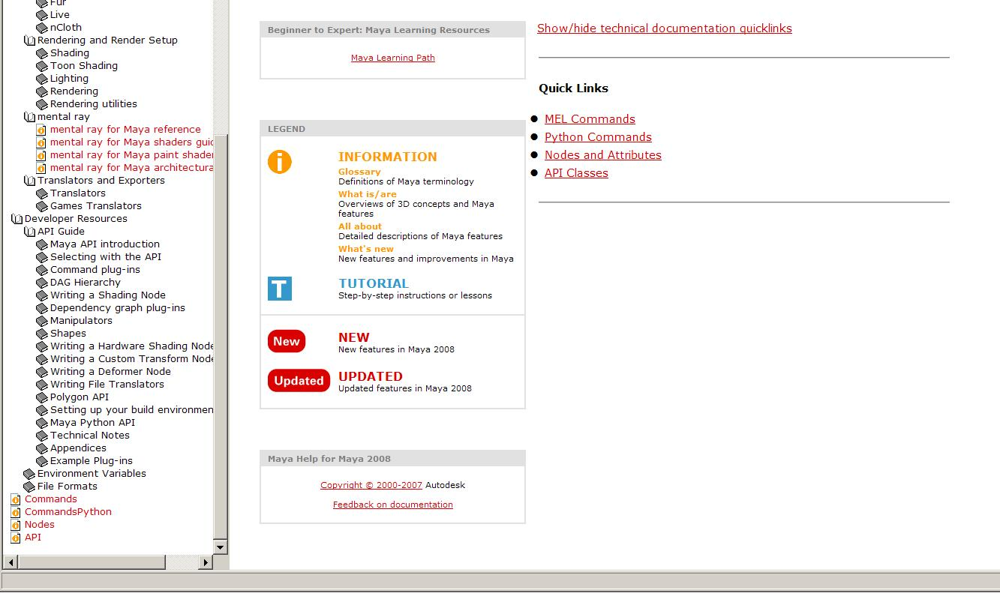 Fur
Live
nCloth
Rendering and Render Setup
Shading
Toon Shading
Lighting
Rendering
Rendering utilities
mental ray
mental ray for Maya reference
mental ray for Maya shaders guid
mental ray for Maya paint shader
mental ray for Maya architectura
Translators and Exporters
Translators
Games Translators
Developer Resources
API Guide
Maya API introduction
Selecting with the API
Command plug-ins
DAG Hierarchy
Writing a Shading Node
Dependency graph plug-ins
Manipulators
Shapes
Writing a Hardware Shading Node
Writing a Custom Transform Node
Writing a Deformer Node
Writing File Translators
Polygon API
Setting up your build environmen
Maya Python API
Technical Notes
Appendices
Example Plug-ins
Environment Variables
File Formats
Commands
CommandsPython
Nodes
API
Beginner to Expert: Maya Learning Resources
Maya Learning Path
LEGEND
i
INFORMATION
Glossary
Definitions of Maya terminology
What is/are
Overviews of 3D concepts and Maya
features
All about
Detailed descriptions of Maya features
What's new
New features and improvements in Maya
T
TUTORIAL
Step-by-step instructions or lessons
New
NEW
New features in Maya 2008
Updated
UPDATED
Updated features in Maya 2008
Maya Help for Maya 2008
Copyright © 2000-2007 Autodesk
Feedback on documentation
Show/hide technical documentation quicklinks
Quick Links
MEL Commands
Python Commands
Nodes and Attributes
API Classes